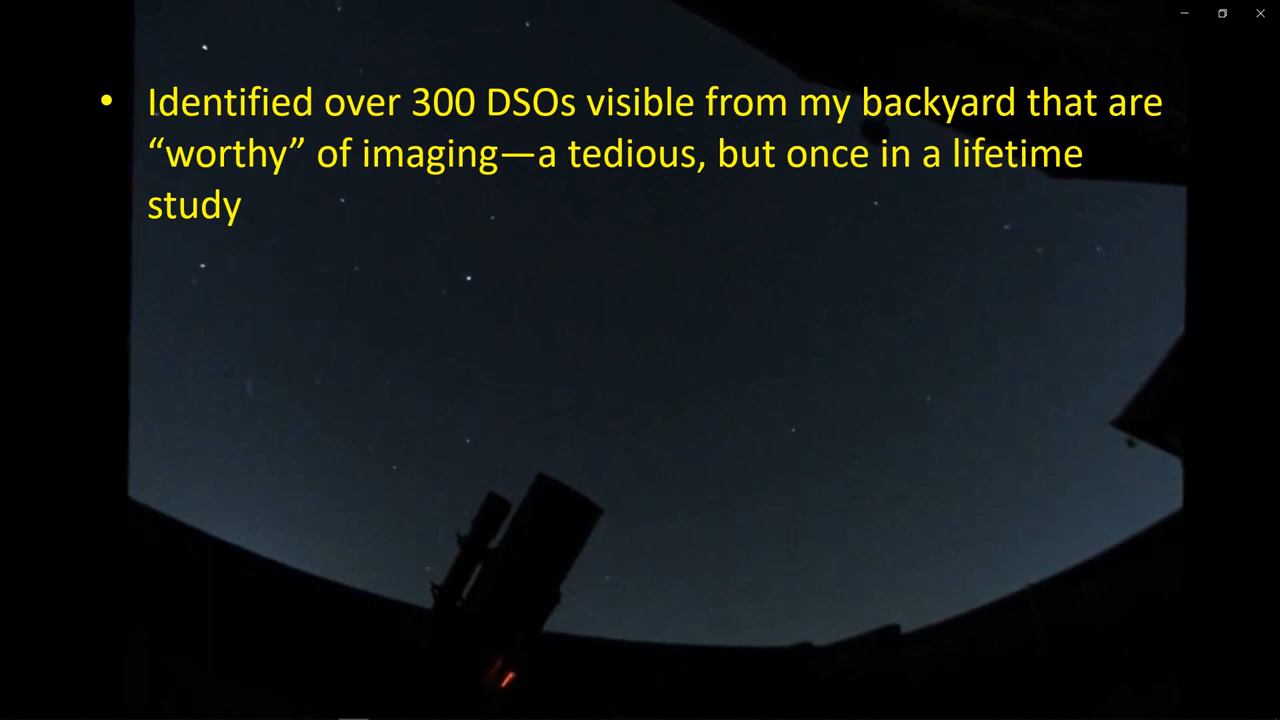 • Identified over 300 DSOs visible from my backyard that are
“worthy” of imaging—a tedious, but once in a lifetime
study